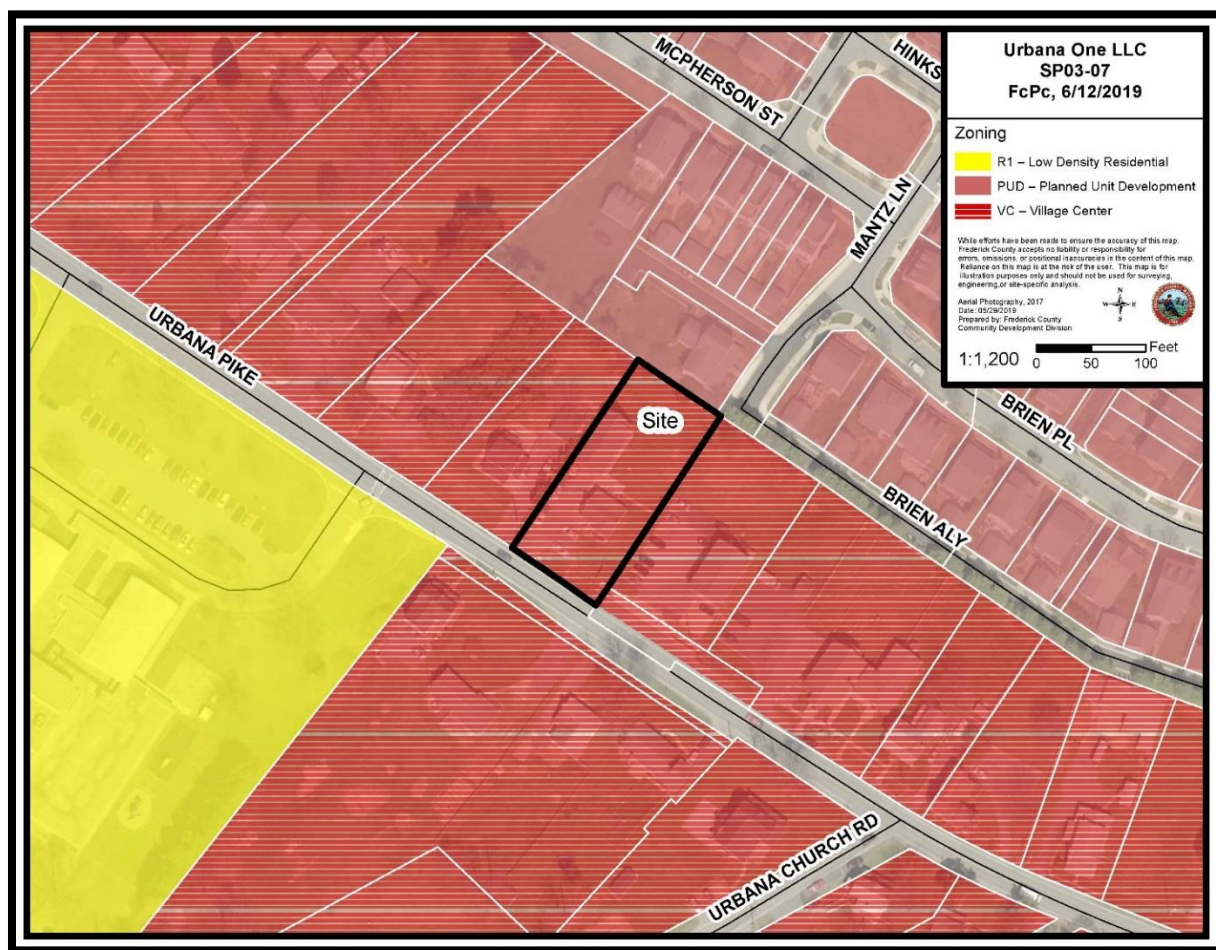 Urbana One LLC
SP03-07
FcPc, 6/12/2019
Zoning
R1 – Low Density Residential
PUD – Planned Unit Development
VC – Village Center
While efforts have been made to ensure the accuracy of this map,
Frederick County accepts no liability or responsibility for
errors, omissions, or positional inaccuracies in the content of this map.
Reliance on this map is at the risk of the user. This map is for
illustration purposes only and should not be used for surveying,
engineering,or site-specific analysis.
Aerial Photography, 2017
Date: 05/29/2019
Prepared by: Frederick County
Community Development Division
N
W
E
S
1:1,200
0 50 100
Feet
MCPHERSON ST
HINKS
MANTZ LN
URBANA PIKE
Site
BRIEN PL
BRIEN ALY
URBANA CHURCH RD